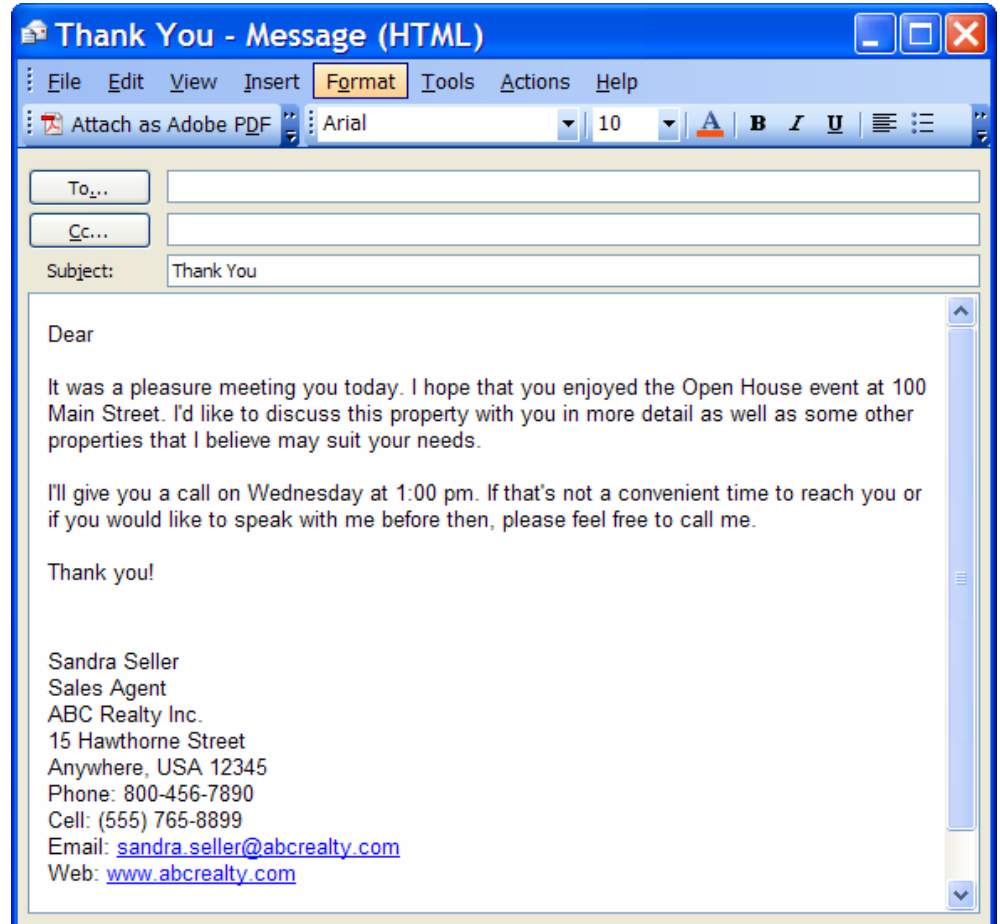 Thank You - Message (HTML)
File Edit View Insert Format Tools Actions Help
Attach as Adobe PDF Arial 10 A B I U
To...
Cc...
Subject: Thank You
Dear
It was a pleasure meeting you today. I hope that you enjoyed the Open House event at 100
Main Street. I'd like to discuss this property with you in more detail as well as some other
properties that I believe may suit your needs.
I'll give you a call on Wednesday at 1:00 pm. If that's not a convenient time to reach you or
if you would like to speak with me before then, please feel free to call me.
Thank you!
Sandra Seller
Sales Agent
ABC Realty Inc.
15 Hawthorne Street
Anywhere, USA 12345
Phone: 800-456-7890
Cell: (555) 765-8899
Email: sandra.seller@abcrealty.com
Web: www.abcrealty.com